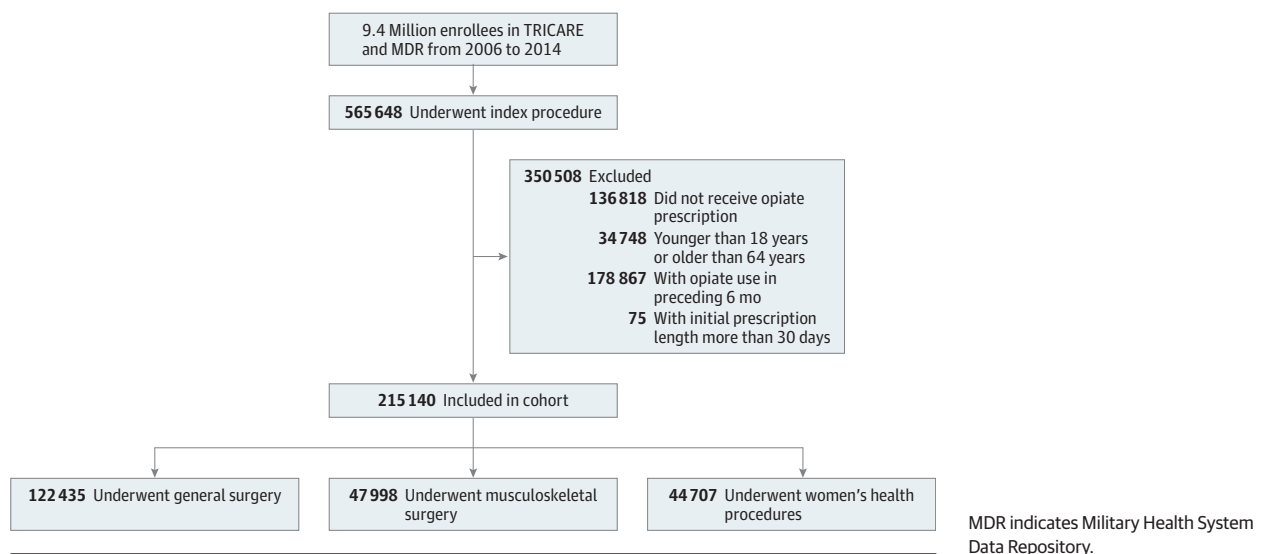 9.4 Million enrollees in TRICARE
and MDR from 2006 to 2014
565 648 Underwent index procedure
350 508 Excluded
136 818 Did not receive opiate
prescription
34 748 Younger than 18 years
or older than 64 years
178 867 With opiate use in
preceding 6 mo
75 With initial prescription
length more than 30 days
215 140 Included in cohort
122 435 Underwent general surgery
47 998 Underwent musculoskeletal
surgery
44 707 Underwent women's health
procedures
MDR indicates Military Health System
Data Repository.